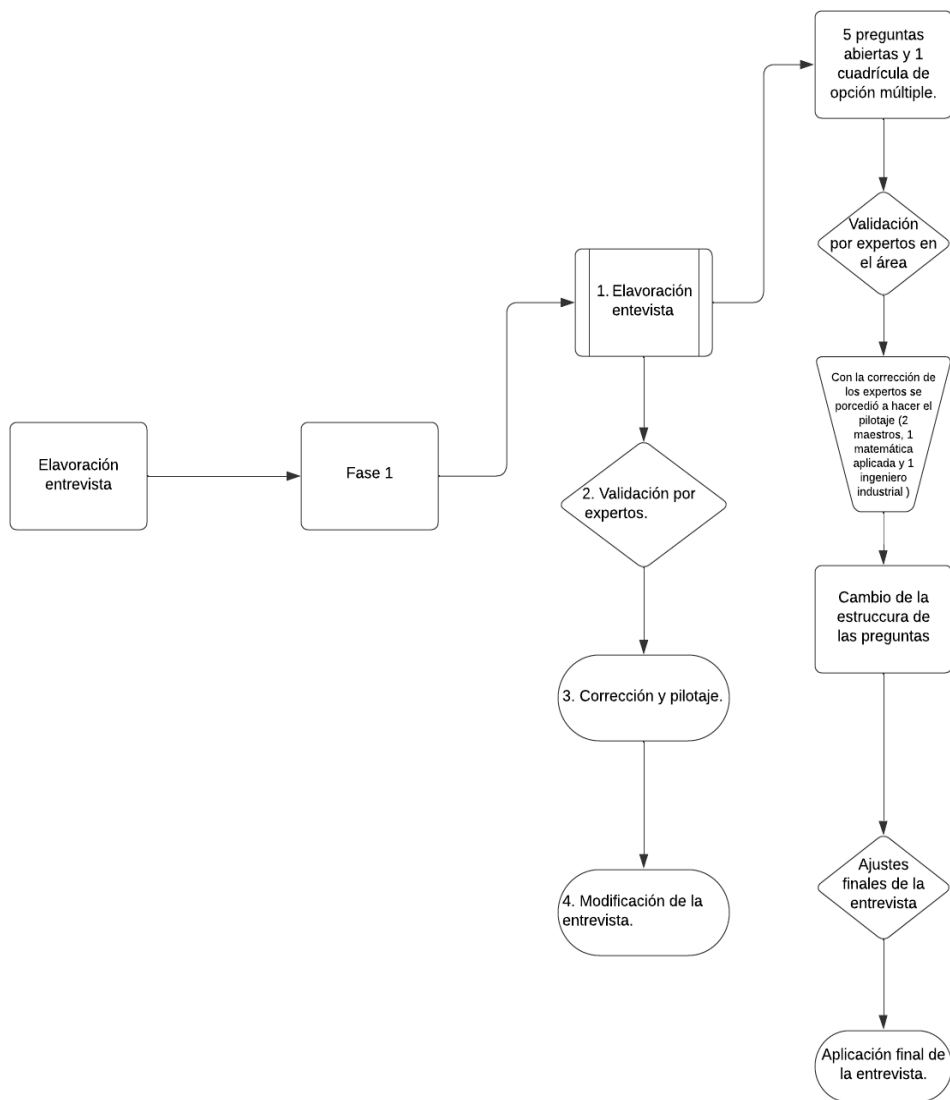 Elavoración
entrevista
Fase 1
1. Elavoración
entevista
2. Validación por
expertos.
3. Corrección y pilotaje.
4. Modificación de la
entrevista.
5 preguntas
abiertas y 1
cuadrícula de
opción múltiple.
Validación
por expertos en
el área
Con la corrección de
los expertos se
porcedió a hacer el
pilotaje (2
maestros, 1
matemática
aplicada y 1
ingeniero
industrial )
Cambio de la
estruccura de
las preguntas
Ajustes
finales de la
entrevista
Aplicación final de
la entrevista.